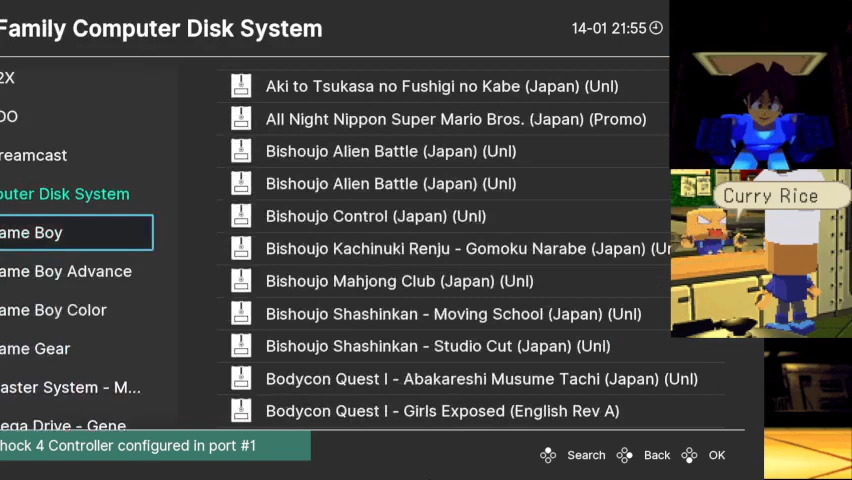 Family Computer Disk System
14-01 21:55
2X
DO
reamcast
outer Disk System
ame Boy
ame Boy Advance
ame Boy Color
ame Gear
aster System - M...
ega Drive - Gene
Aki to Tsukasa no Fushigi no Kabe (Japan) (Unl)
All Night Nippon Super Mario Bros. (Japan) (Promo)
Bishoujo Alien Battle (Japan) (Unl)
Bishoujo Alien Battle (Japan) (Unl)
Bishoujo Control (Japan) (Unl)
Bishoujo Kachinuki Renju - Gomoku Narabe (Japan) (Un
Bishoujo Mahjong Club (Japan) (Unl)
Bishoujo Shashinkan - Moving School (Japan) (Unl)
Bishoujo Shashinkan - Studio Cut (Japan) (Unl)
Bodycon Quest I - Abakareshi Musume Tachi (Japan) (Unl)
Bodycon Quest I - Girls Exposed (English Rev A)
Curry Rice
hock 4 Controller configured in port #1
Search
Back
OK